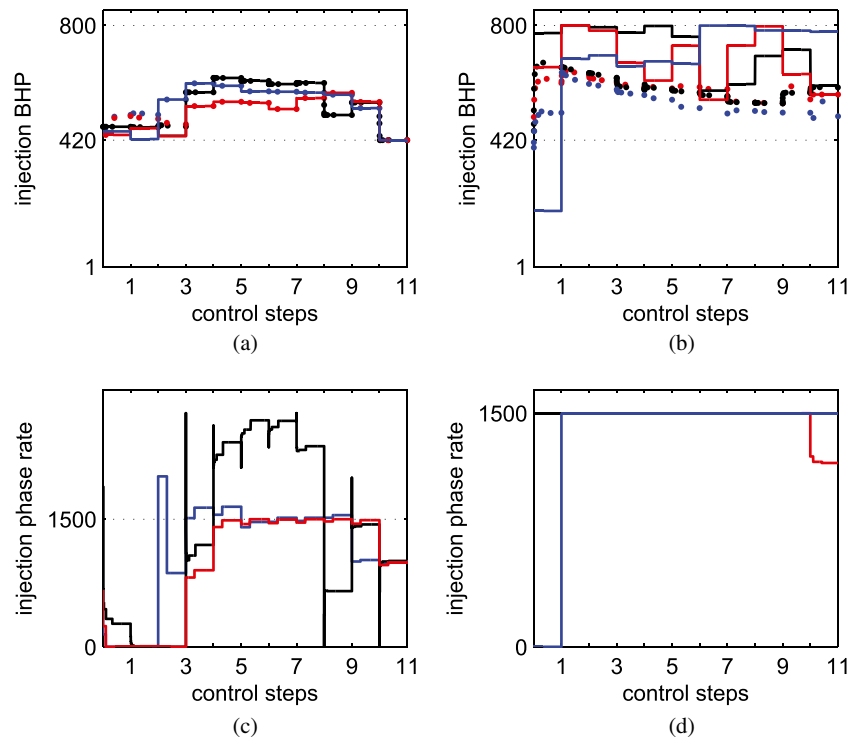 800
420
1
injection BHP
1 3 5 7 9 11
control steps
(a)
800
420
1
injection BHP
1 3 5 7 9 11
control steps
(b)
1500
0
injection phase rate
1 3 5 7 9 11
control steps
(c)
1500
0
injection phase rate
1 3 5 7 9 11
control steps
(d)